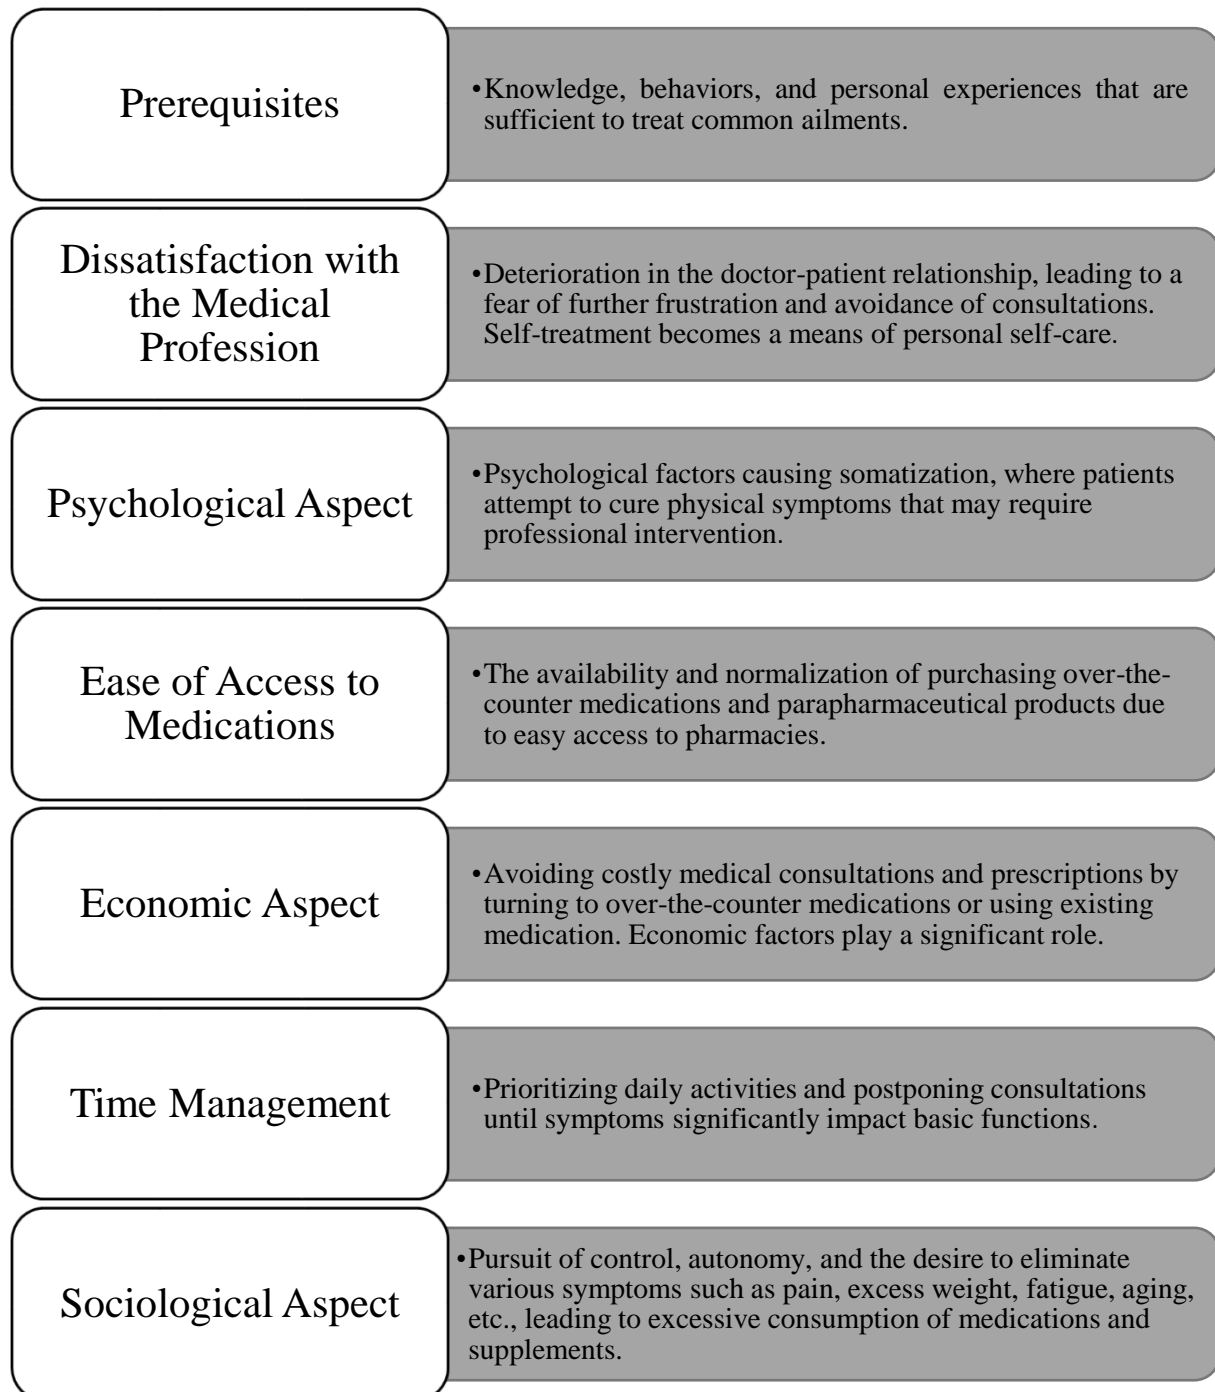 Prerequisites
•Knowledge, behaviors, and personal experiences that are
sufficient to treat common ailments.
Dissatisfaction with
the Medical
Profession
•Deterioration in the doctor-patient relationship, leading to a
fear of further frustration and avoidance of consultations.
Self-treatment becomes a means of personal self-care.
Psychological Aspect
•Psychological factors causing somatization, where patients
attempt to cure physical symptoms that may require
professional intervention.
Ease of Access to
Medications
•The availability and normalization of purchasing over-the-
counter medications and parapharmaceutical products due
to easy access to pharmacies.
Economic Aspect
•Avoiding costly medical consultations and prescriptions by
turning to over-the-counter medications or using existing
medication. Economic factors play a significant role.
Time Management
•Prioritizing daily activities and postponing consultations
until symptoms significantly impact basic functions.
Sociological Aspect
•Pursuit of control, autonomy, and the desire to eliminate
various symptoms such as pain, excess weight, fatigue, aging,
etc., leading to excessive consumption of medications and
supplements.